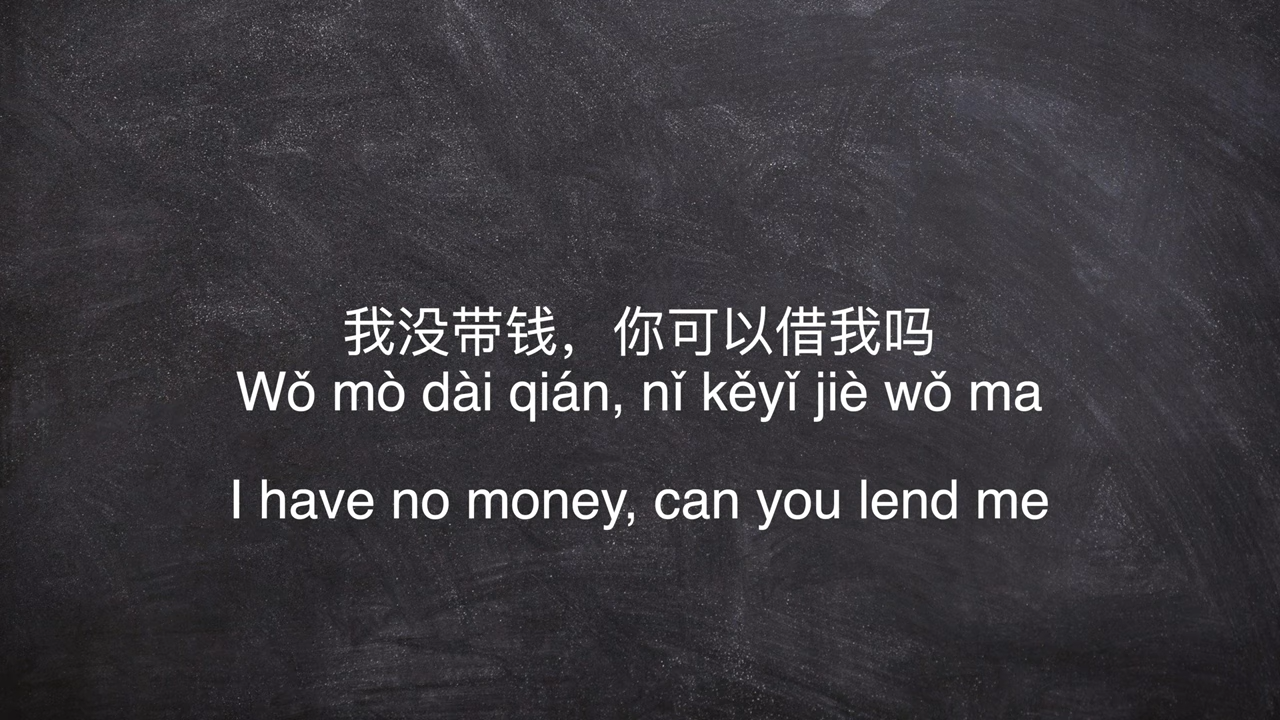 我没带钱，你可以借我吗
Wǒ mò dài qián, nǐ kěyǐ jiè wǒ ma
I have no money, can you lend me